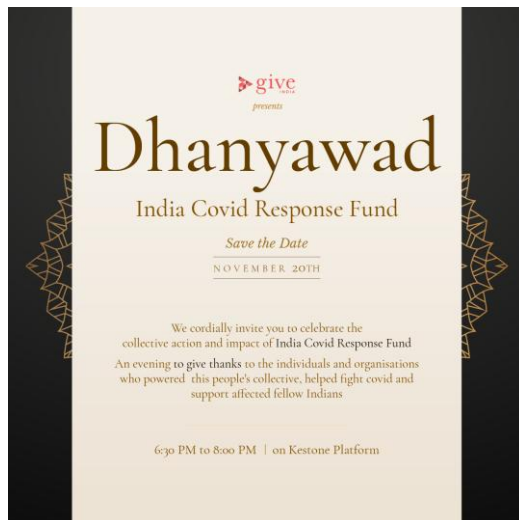 give
INDIA
presents
Dhanyawad
India Covid Response Fund
Save the Date
NOVEMBER 20TH
We cordially invite you to celebrate the
collective action and impact of India Covid Response Fund
An evening to give thanks to the individuals and organisations
who powered this people's collective, helped fight covid and
support affected fellow Indians
6:30 PM to 8:00 PM | on Kestone Platform